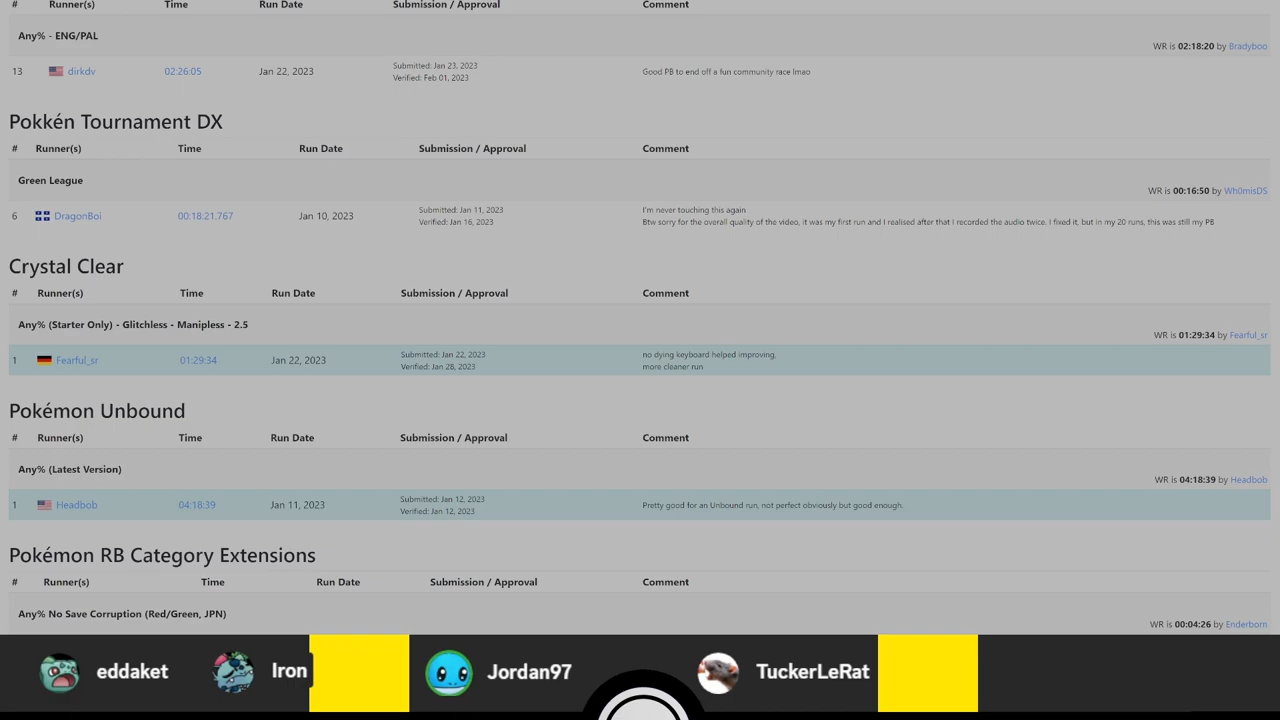 # Runner(s) Time Run Date Submission / Approval Comment
Any% - ENG/PAL
WR is 02:18:20 by Bradyboo
13 dirkdv 02:26:05 Jan 22, 2023 Submitted: Jan 23, 2023 Verified: Feb 01, 2023 Good PB to end off a fun community race lmao
Pokkén Tournament DX
# Runner(s) Time Run Date Submission / Approval Comment
Green League
WR is 00:16:50 by Wh0misDS
6 DragonBoi 00:18:21.767 Jan 10, 2023 Submitted: Jan 11, 2023 Verified: Jan 16, 2023 I'm never touching this again
Btw sorry for the overall quality of the video, it was my first run and I realised after that I recorded the audio twice. I fixed it, but in my 20 runs, this was still my PB
Crystal Clear
# Runner(s) Time Run Date Submission / Approval Comment
Any% (Starter Only) - Glitchless - Manipless - 2.5
WR is 01:29:34 by Fearful_sr
1 Fearful_sr 01:29:34 Jan 22, 2023 Submitted: Jan 22, 2023 Verified: Jan 28, 2023 no dying keyboard helped improving,
more cleaner run
Pokémon Unbound
# Runner(s) Time Run Date Submission / Approval Comment
Any% (Latest Version)
WR is 04:18:39 by Headbob
1 Headbob 04:18:39 Jan 11, 2023 Submitted: Jan 12, 2023 Verified: Jan 12, 2023 Pretty good for an Unbound run, not perfect obviously but good enough.
Pokémon RB Category Extensions
# Runner(s) Time Run Date Submission / Approval Comment
Any% No Save Corruption (Red/Green, JPN)
WR is 00:04:26 by Enderborn
eddaket Iron Jordan97 TuckerLeRat